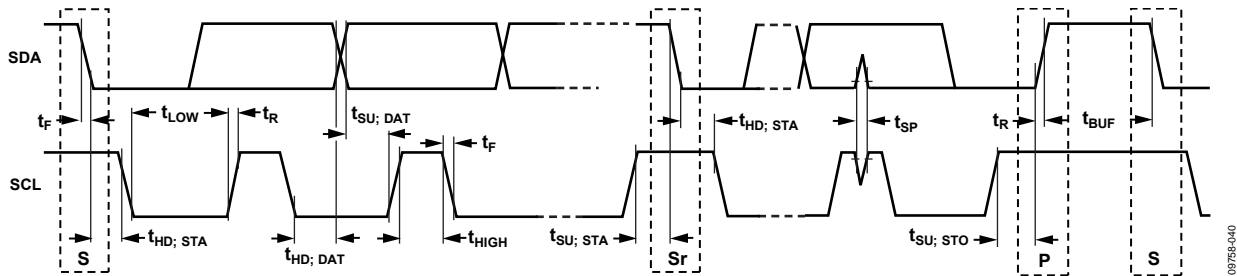 SDA
tF
tLOW
tR
tSU; DAT
tF
tHD; STA
tSP
tR
tBUF
SCL
tHD; STA
tHD; DAT
tHIGH
tSU; STA
tSU; STO
S
Sr
P
S
09758-040